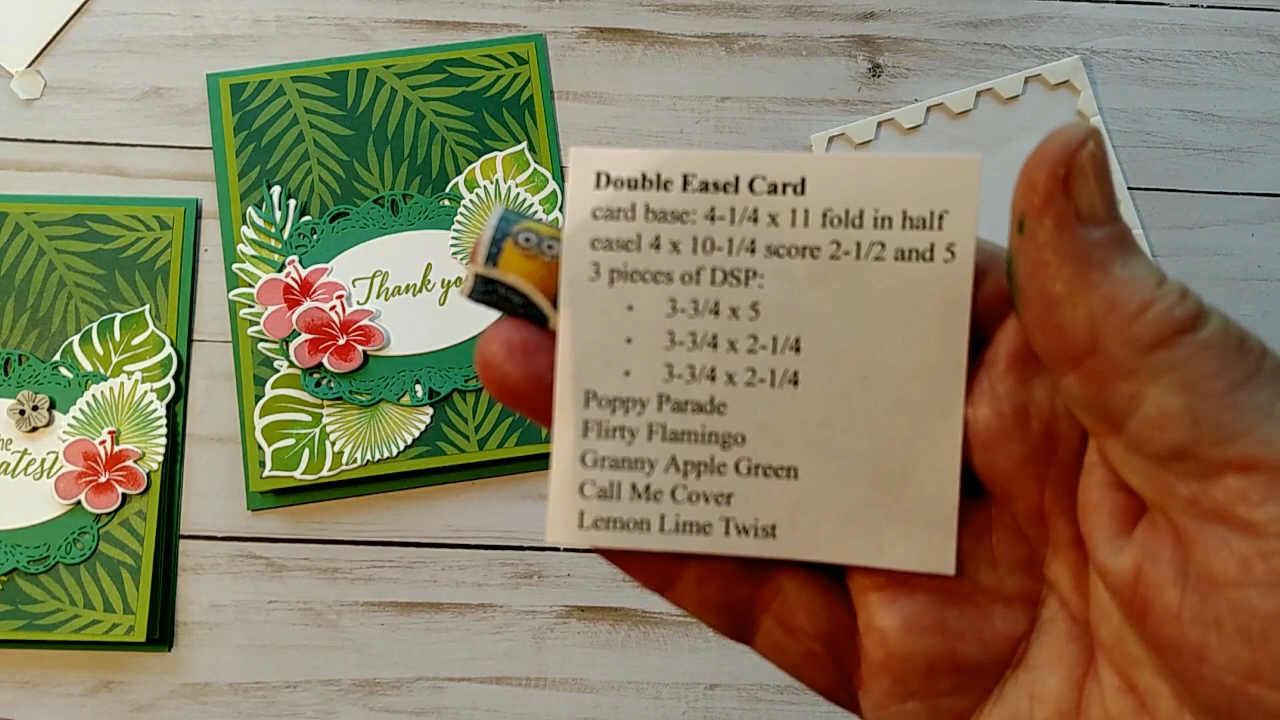 Double Easel Card
card base: 4-1/4 x 11 fold in half
easel 4 x 10-1/4 score 2-1/2 and 5
3 pieces of DSP:
• 3-3/4 x 5
• 3-3/4 x 2-1/4
• 3-3/4 x 2-1/4
Poppy Parade
Flirty Flamingo
Granny Apple Green
Call Me Cover
Lemon Lime Twist
Thank yo